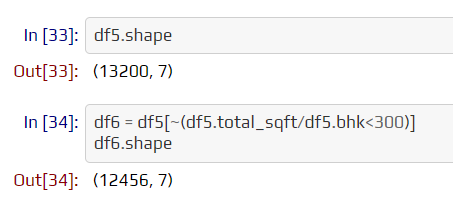 In [33]: df5.shape
Out[33]: (13200, 7)
In [34]: df6 = df5[~(df5.total_sqft/df5.bhk<300)]
df6.shape
Out[34]: (12456, 7)